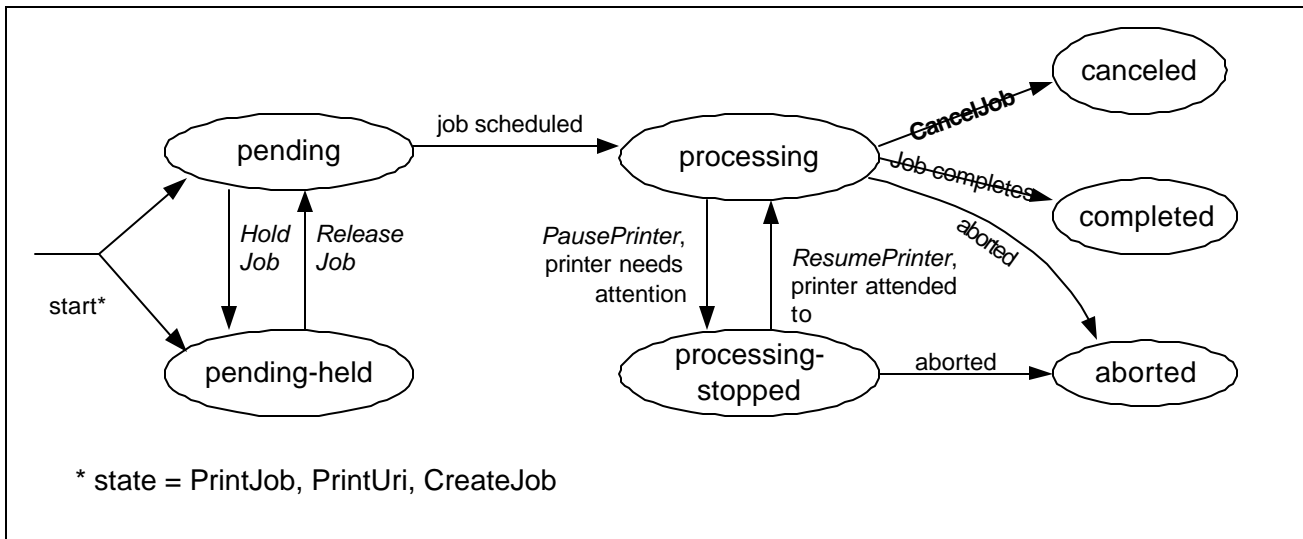 canceled
CancelJob
job scheduled
pending
processing
Job completes
completed
Hold
Job
Release
Job
PausePrinter,
printer needs
attention
ResumePrinter,
printer attended
to
aborted
start*
pending-held
processing-
stopped
aborted
aborted
* state = PrintJob, PrintUri, CreateJob